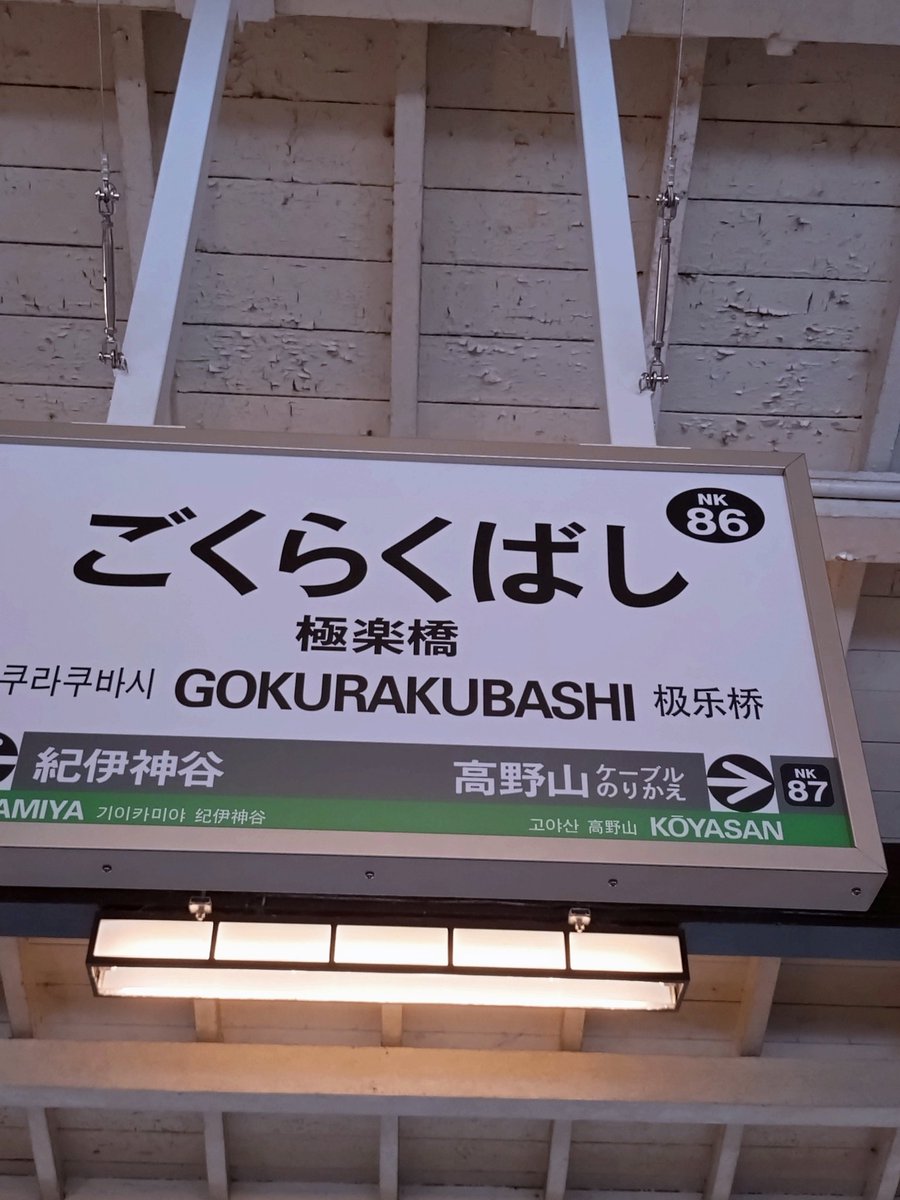 NK
86
ごくらくばし
極楽橋
쿠라쿠바시 GOKURAKUBASHI 极乐桥
紀伊神谷
AMIYA 기이카미야 纪伊神谷
高野山 ケーブル
のりかえ
NK
87
고야산 高野山 KŌYASAN